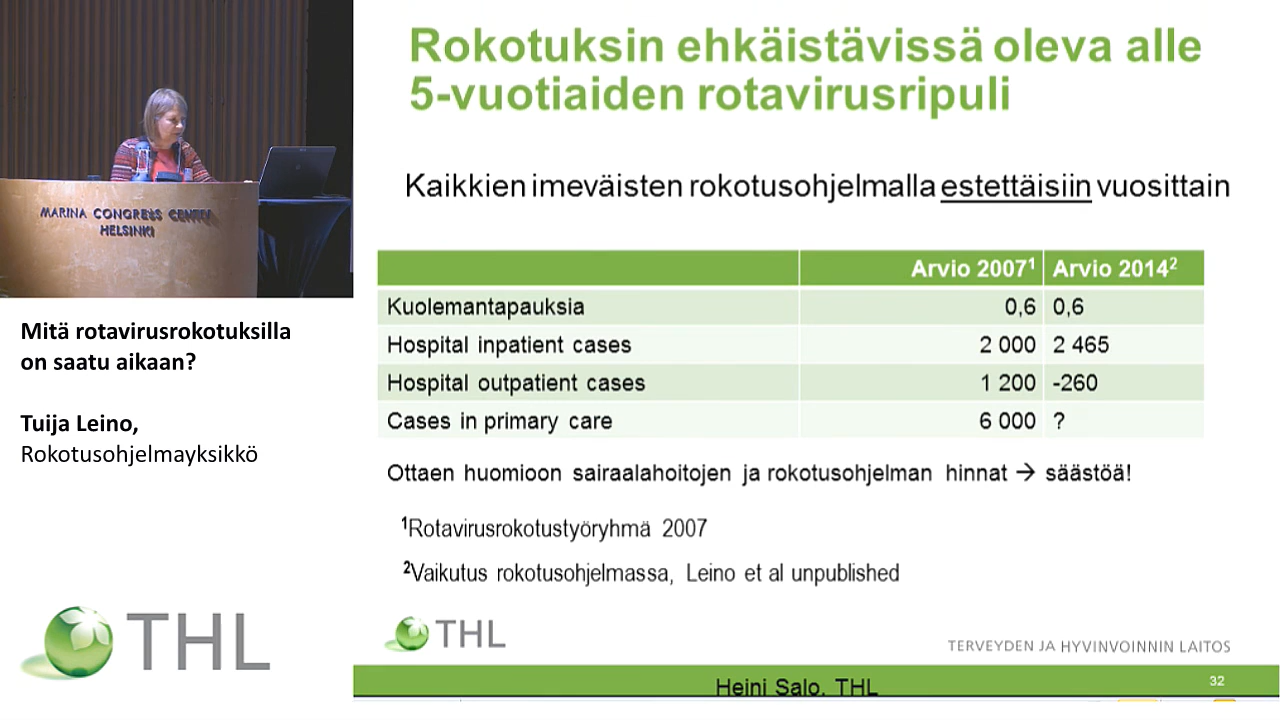 Rokotuksin ehkäistävissä oleva alle
5-vuotiaiden rotavirusripuli
Kaikkien imeväisten rokotusohjelmalla estettäisiin vuosittain
MARINA CONGRESS CENTER
HELSINKI
Arvio 2007¹ Arvio 2014²
Kuolemantapauksia 0,6 0,6
Hospital inpatient cases 2 000 2 465
Hospital outpatient cases 1 200 -260
Cases in primary care 6 000 ?
Ottaen huomioon sairaalahoitojen ja rokotusohjelman hinnat → säästöä!
¹Rotavirusrokotustyöryhmä 2007
²Vaikutus rokotusohjelmassa, Leino et al unpublished
Mitä rotavirusrokotuksilla
on saatu aikaan?
Tuija Leino,
Rokotusohjelmayksikkö
THL
THL
TERVEYDEN JA HYVINVOINNIN LAITOS
Heini Salo, THL
32